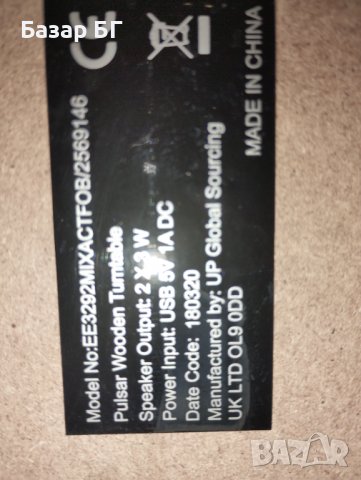 Базар БГ
Model No:EE3292MIXACTFOB/2569146
Pulsar Wooden Turntable
Speaker Output: 2 X 3 W
Power Input: USB 5V 1A DC
Date Code: 180320
Manufactured by: UP Global Sourcing
UK LTD OL9 0DD
MADE IN CHINA
CE
BAZAR